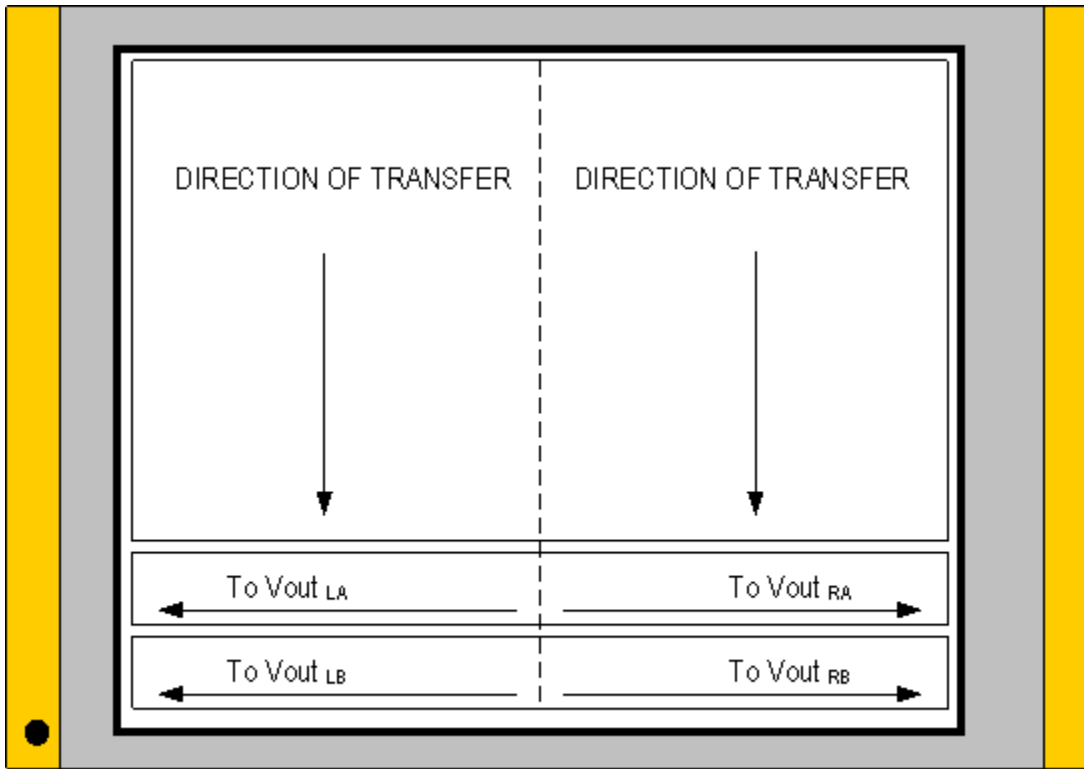 DIRECTION OF TRANSFER DIRECTION OF TRANSFER
To Vout LA To Vout RA
To Vout LB To Vout RB